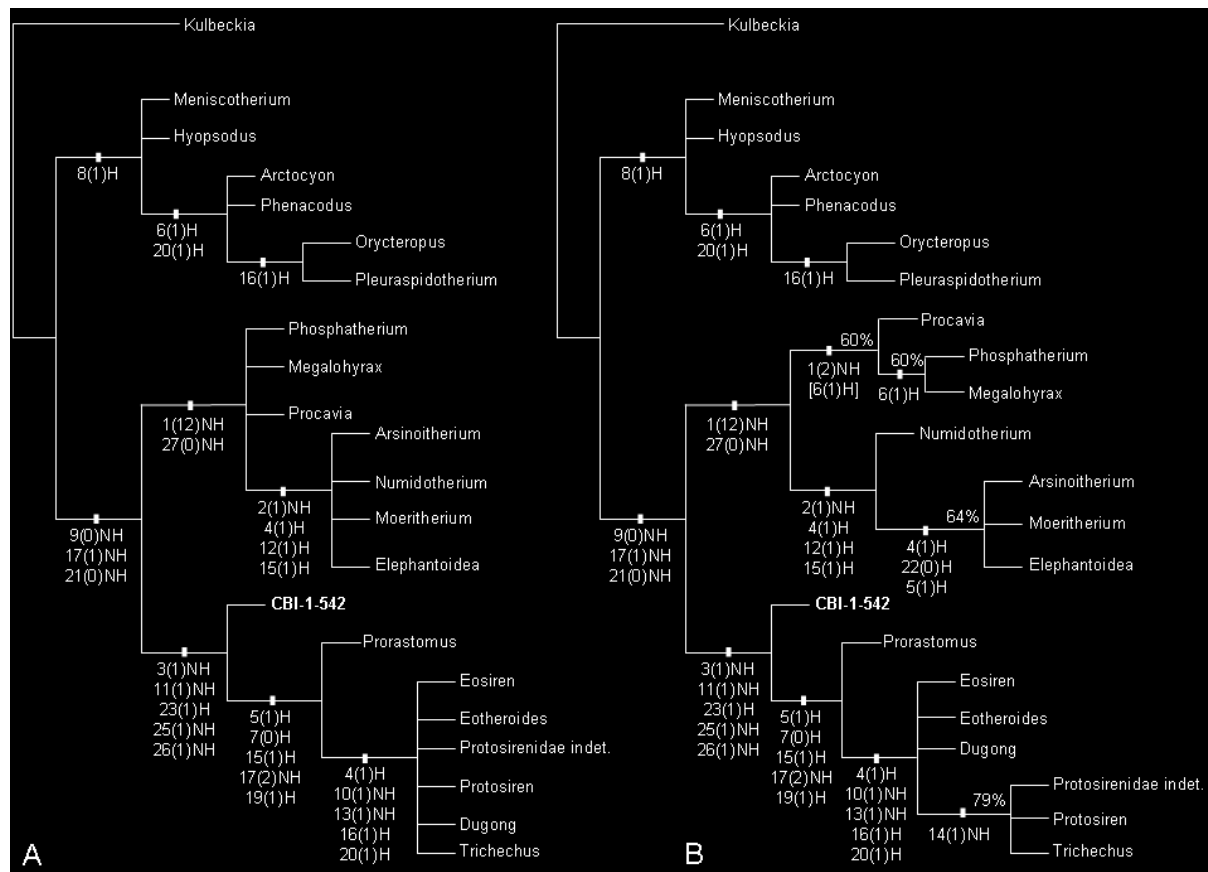 Kulbeckia
Meniscotherium
Hyopsodus
8(1)H
Arctocyon
Phenacodus
6(1)H
20(1)H
Orycteropus
16(1)H
Pleuraspidotherium
Phosphatherium
Megalohyrax
Procavia
1(12)NH
27(0)NH
Arsinoitherium
Numidotherium
2(1)NH
4(1)H
12(1)H
15(1)H
Moeritherium
Elephantoidea
9(0)NH
17(1)NH
21(0)NH
CBI-1-542
Prorastomus
3(1)NH
11(1)NH
23(1)H
25(1)NH
26(1)NH
Eosiren
Eotheroides
5(1)H
7(0)H
15(1)H
17(2)NH
19(1)H
Protosirenidae indet.
4(1)H
10(1)NH
13(1)NH
16(1)H
20(1)H
Protosiren
Dugong
Trichechus
A
Kulbeckia
Meniscotherium
Hyopsodus
8(1)H
Arctocyon
Phenacodus
6(1)H
20(1)H
Orycteropus
16(1)H
Pleuraspidotherium
Procavia
60%
1(2)NH
[6(1)H]
60%
Phosphatherium
6(1)H
Megalohyrax
1(12)NH
27(0)NH
Numidotherium
2(1)NH
4(1)H
12(1)H
15(1)H
Arsinoitherium
64%
Moeritherium
4(1)H
22(0)H
5(1)H
Elephantoidea
9(0)NH
17(1)NH
21(0)NH
CBI-1-542
Prorastomus
3(1)NH
11(1)NH
23(1)H
25(1)NH
26(1)NH
Eosiren
Eotheroides
5(1)H
7(0)H
15(1)H
17(2)NH
19(1)H
Dugong
4(1)H
10(1)NH
13(1)NH
16(1)H
20(1)H
Protosirenidae indet.
79%
Protosiren
14(1)NH
Trichechus
B